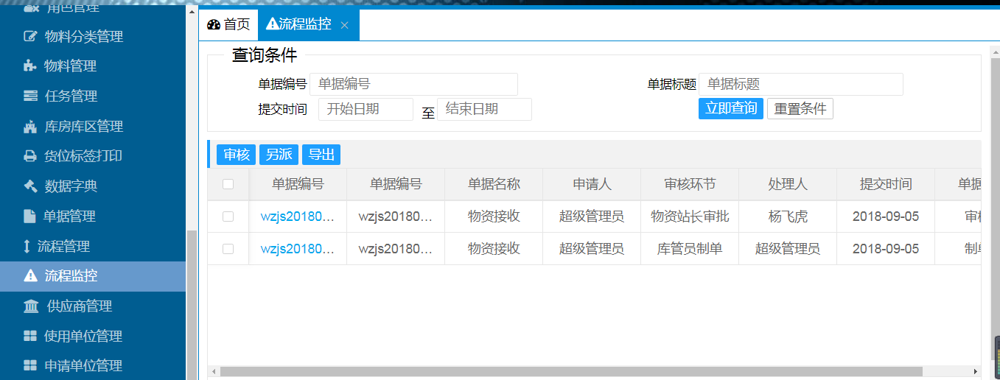 角色管理
物料分类管理
物料管理
任务管理
库房库区管理
货位标签打印
数据字典
单据管理
流程管理
流程监控
供应商管理
使用单位管理
申请单位管理
首页 流程监控 ×
查询条件
单据编号 单据编号 单据标题 单据标题
提交时间 开始日期 至 结束日期 立即查询 重置条件
审核 另派 导出
单据编号 单据编号 单据名称 申请人 审核环节 处理人 提交时间 单据
wzjs20180... wzjs20180... 物资接收 超级管理员 物资站长审批 杨飞虎 2018-09-05 审
wzjs20180... wzjs20180... 物资接收 超级管理员 库管员制单 超级管理员 2018-09-05 制单